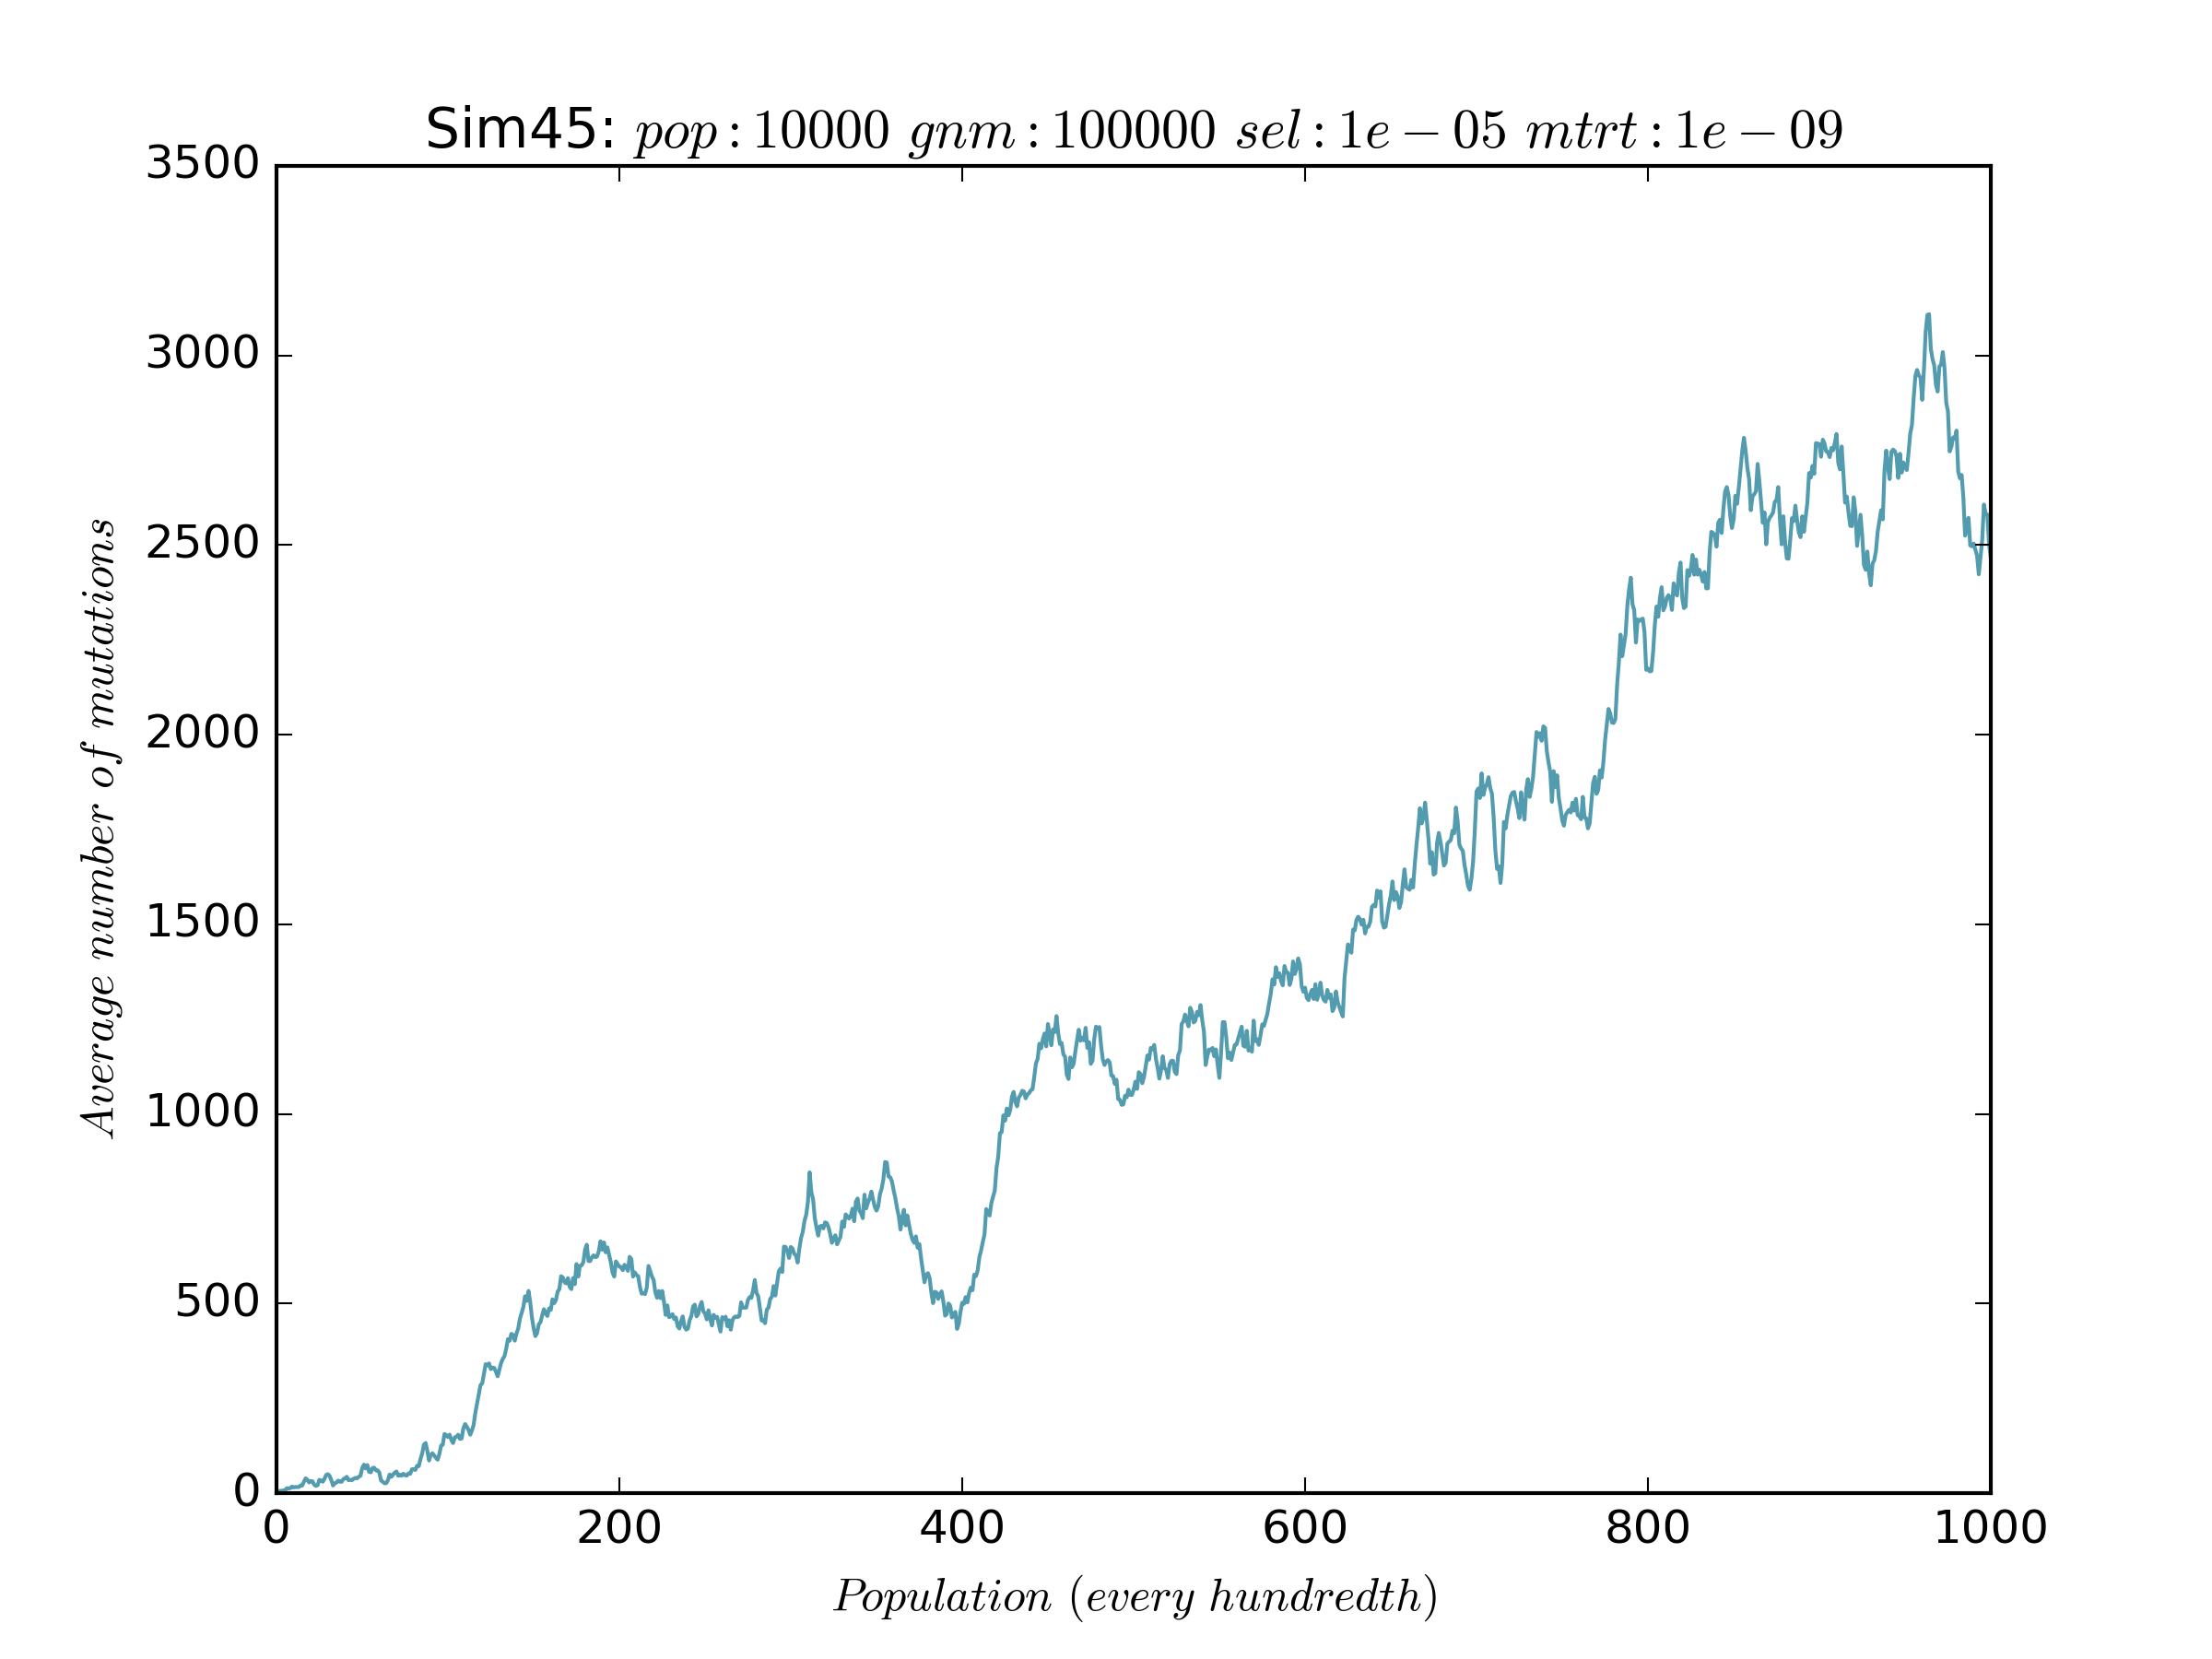 Sim45: pop : 10000 gnm : 100000 sel : 1e − 05 mtrt : 1e − 09
3500
3000
2500
2000
1500
1000
500
0
Average number of mutations
0 200 400 600 800 1000
Population (every hundredth)